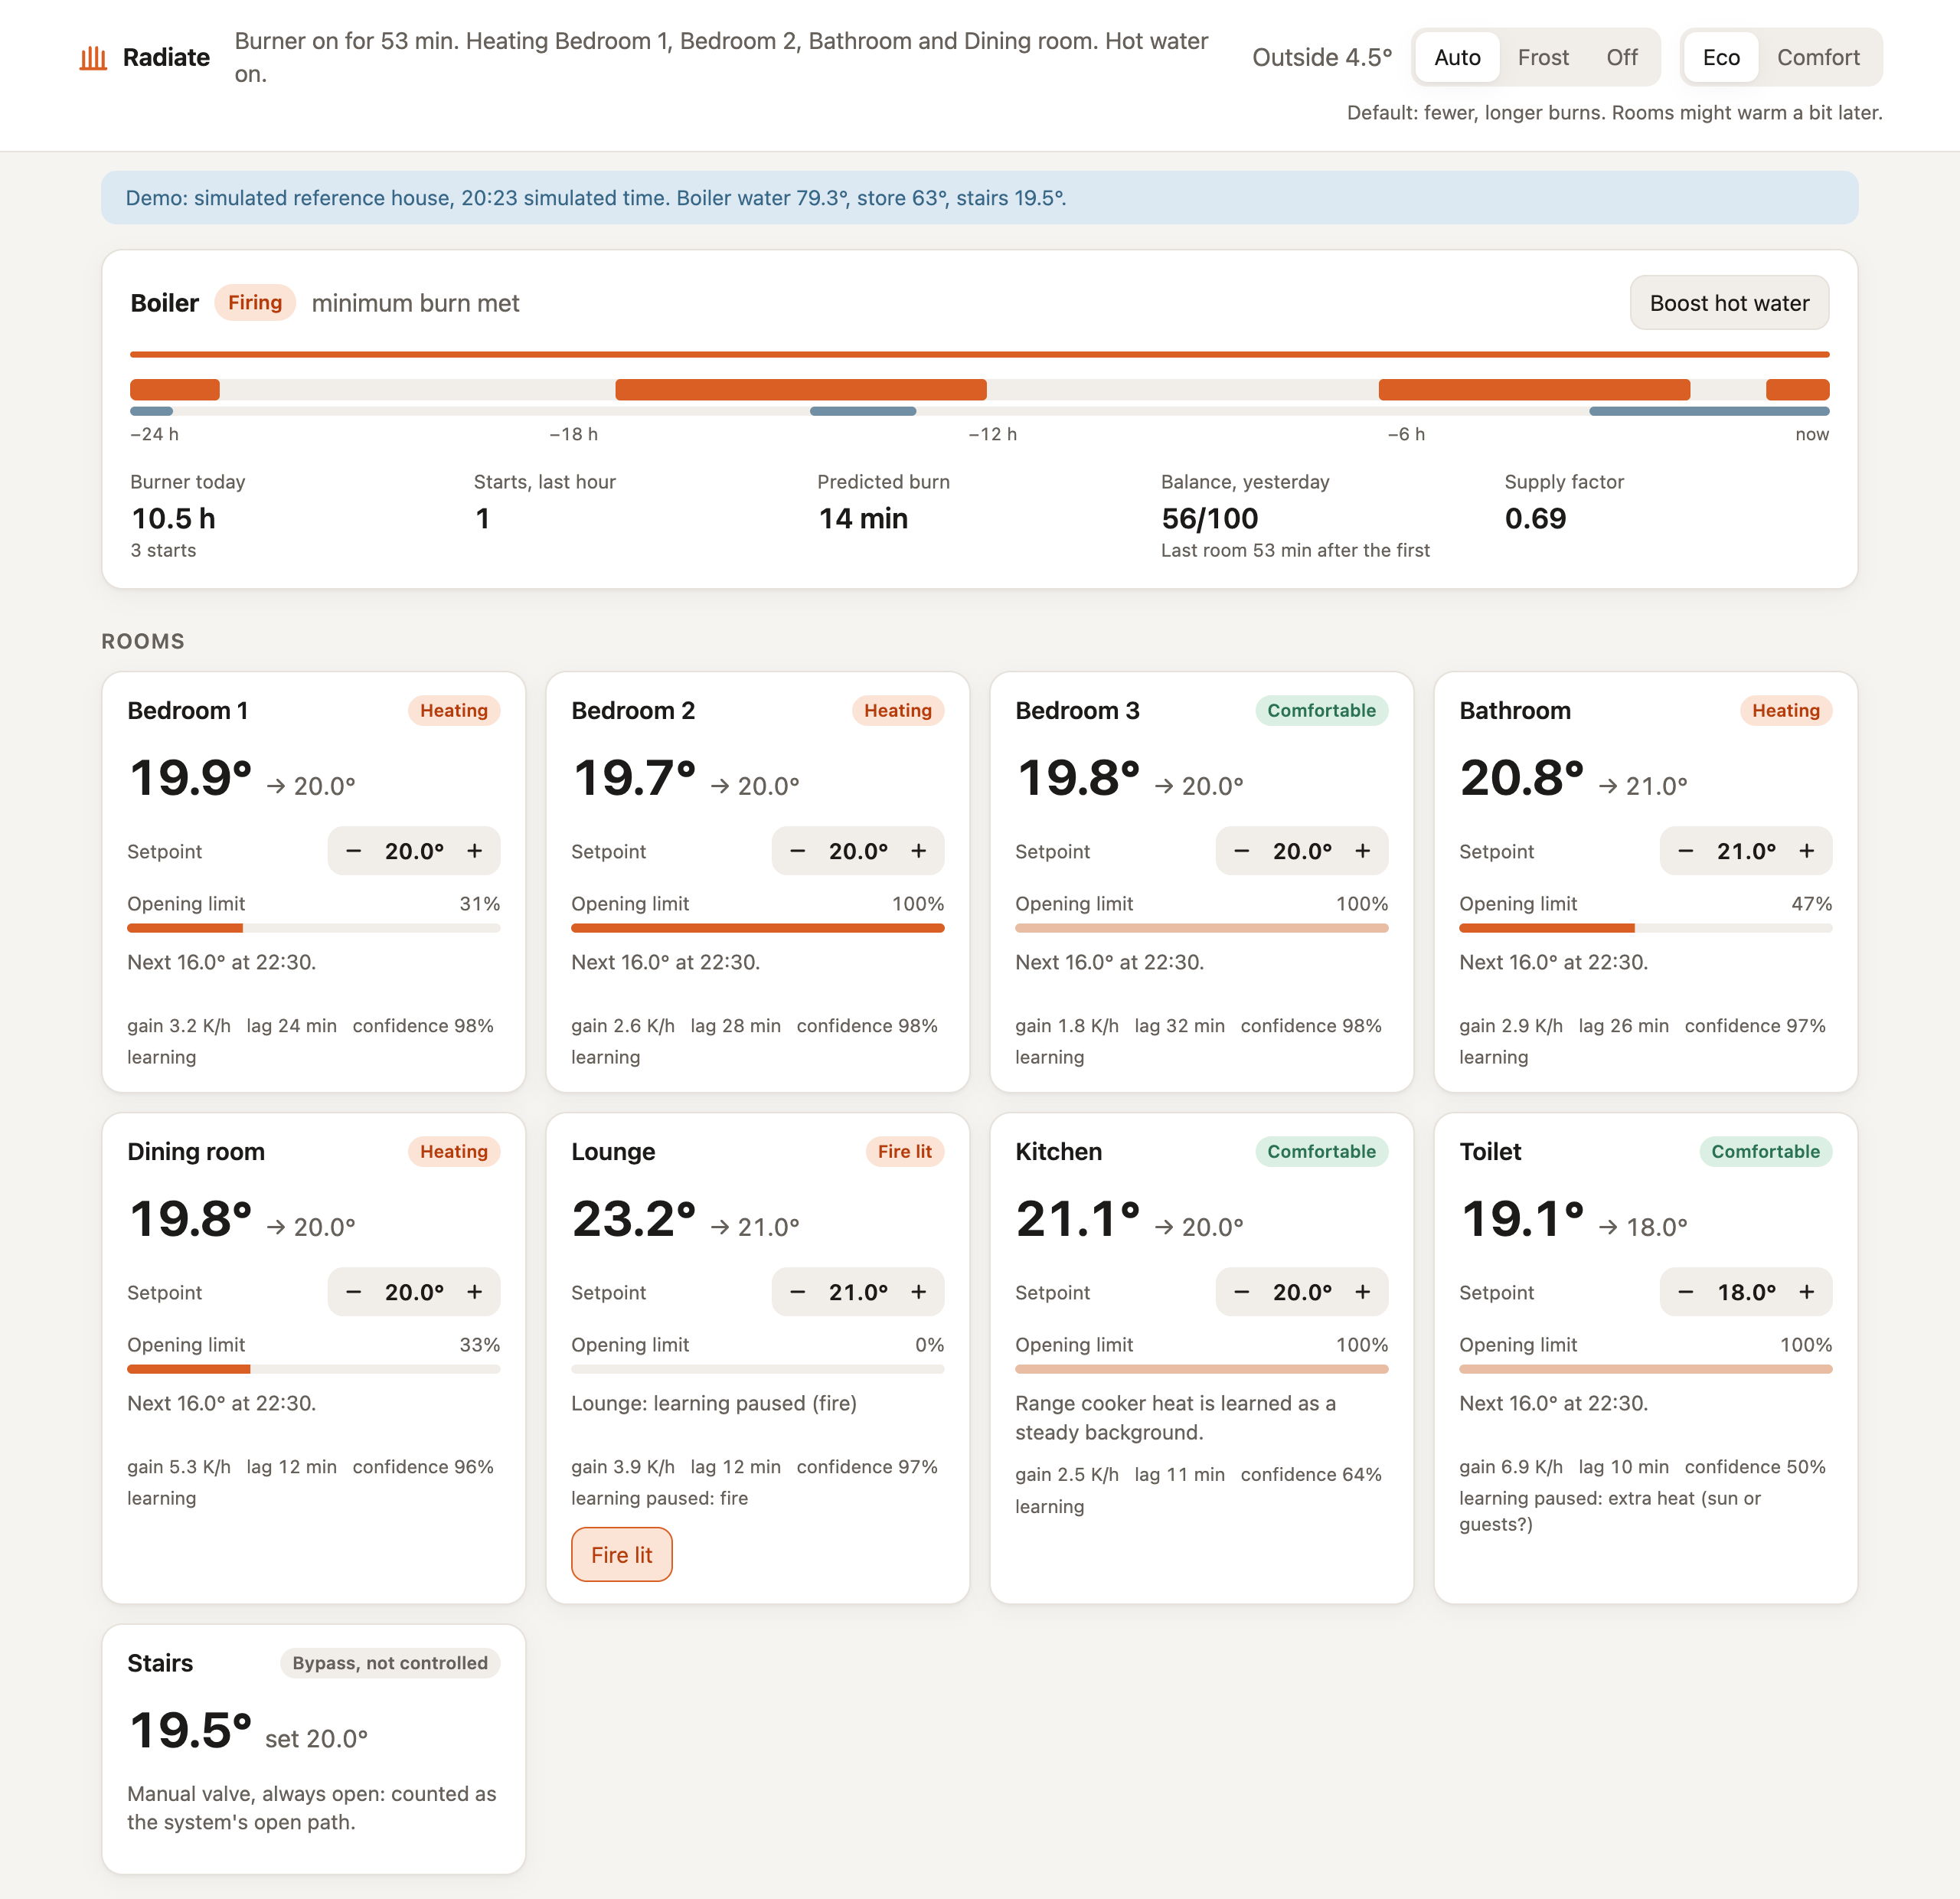 Radiate
Burner on for 53 min. Heating Bedroom 1, Bedroom 2, Bathroom and Dining room. Hot water
on.
Outside 4.5°
Auto Frost Off
Eco Comfort
Default: fewer, longer burns. Rooms might warm a bit later.
Demo: simulated reference house, 20:23 simulated time. Boiler water 79.3°, store 63°, stairs 19.5°.
Boiler Firing minimum burn met
Boost hot water
−24 h −18 h −12 h −6 h now
Burner today
10.5 h
3 starts
Starts, last hour
1
Predicted burn
14 min
Balance, yesterday
56/100
Last room 53 min after the first
Supply factor
0.69
ROOMS
Bedroom 1 Heating
19.9° → 20.0°
Setpoint − 20.0° +
Opening limit 31%
Next 16.0° at 22:30.
gain 3.2 K/h lag 24 min confidence 98%
learning
Bedroom 2 Heating
19.7° → 20.0°
Setpoint − 20.0° +
Opening limit 100%
Next 16.0° at 22:30.
gain 2.6 K/h lag 28 min confidence 98%
learning
Bedroom 3 Comfortable
19.8° → 20.0°
Setpoint − 20.0° +
Opening limit 100%
Next 16.0° at 22:30.
gain 1.8 K/h lag 32 min confidence 98%
learning
Bathroom Heating
20.8° → 21.0°
Setpoint − 21.0° +
Opening limit 47%
Next 16.0° at 22:30.
gain 2.9 K/h lag 26 min confidence 97%
learning
Dining room Heating
19.8° → 20.0°
Setpoint − 20.0° +
Opening limit 33%
Next 16.0° at 22:30.
gain 5.3 K/h lag 12 min confidence 96%
learning
Lounge Fire lit
23.2° → 21.0°
Setpoint − 21.0° +
Opening limit 0%
Lounge: learning paused (fire)
gain 3.9 K/h lag 12 min confidence 97%
learning paused: fire
Fire lit
Kitchen Comfortable
21.1° → 20.0°
Setpoint − 20.0° +
Opening limit 100%
Range cooker heat is learned as a
steady background.
gain 2.5 K/h lag 11 min confidence 64%
learning
Toilet Comfortable
19.1° → 18.0°
Setpoint − 18.0° +
Opening limit 100%
Next 16.0° at 22:30.
gain 6.9 K/h lag 10 min confidence 50%
learning paused: extra heat (sun or
guests?)
Stairs Bypass, not controlled
19.5° set 20.0°
Manual valve, always open: counted as
the system's open path.